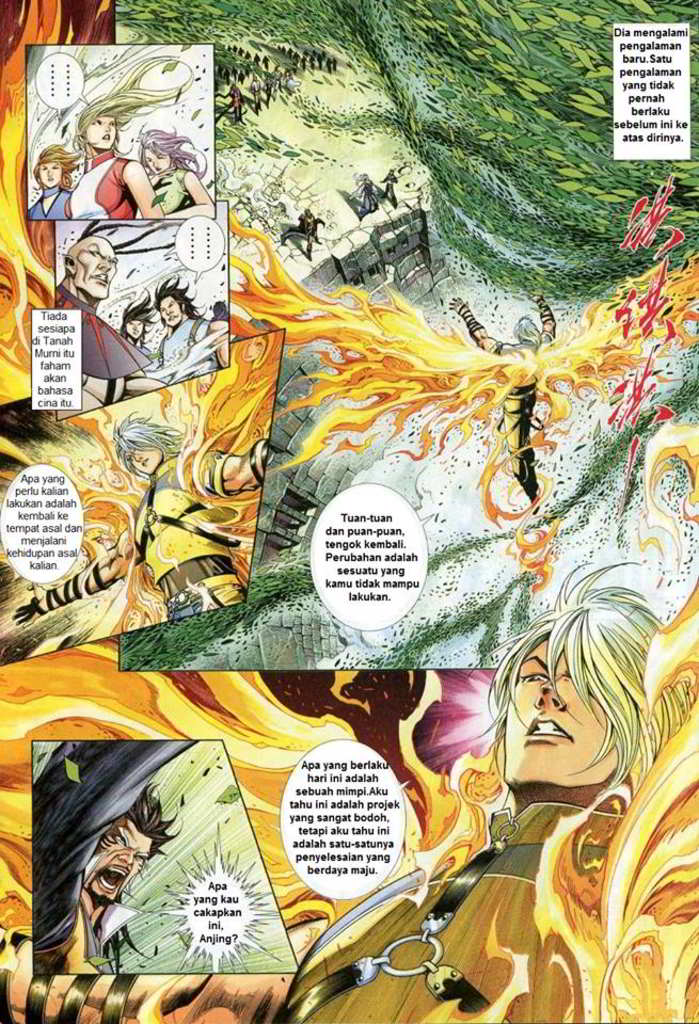 Dia mengalami
pengalaman
baru.Satu
pengalaman
yang tidak
pernah
berlaku
sebelum ini ke
atas dirinya.
Tiada
sesiapa
di Tanah
Murni itu
faham
akan
bahasa
cina itu.
Apa yang
perlu kalian
lakukan adalah
kembali ke
tempat asal dan
menjalani
kehidupan asal
kalian.
Tuan-tuan
dan puan-puan,
tengok kembali.
Perubahan adalah
sesuatu yang
kamu tidak mampu
lakukan.
Apa yang berlaku
hari ini adalah
sebuah mimpi.Aku
tahu ini adalah projek
yang sangat bodoh,
tetapi aku tahu ini
adalah satu-satunya
penyelesaian yang
berdaya maju.
Apa
yang kau
cakapkan
ini,
Anjing?